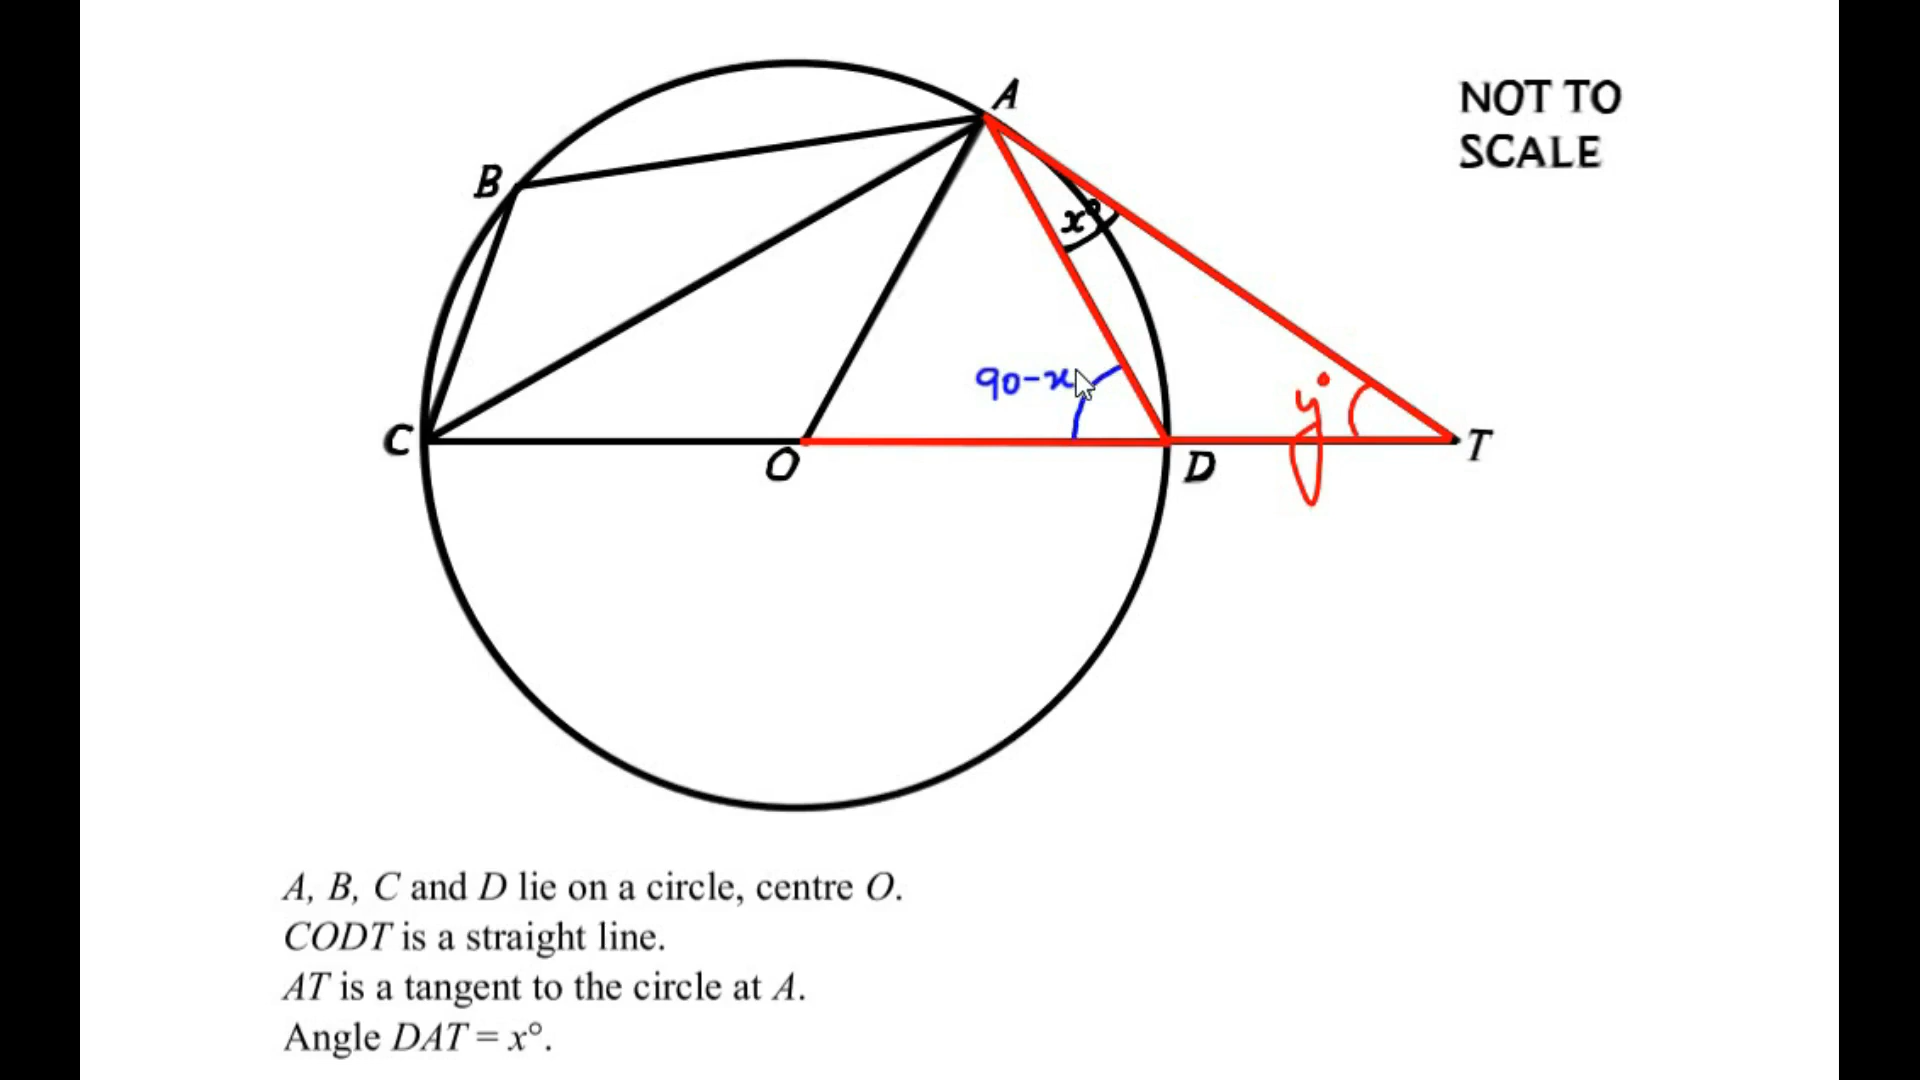 A
NOT TO
SCALE
B
x°
90-x
y°
C
O
D
T
A, B, C and D lie on a circle, centre O.
CODT is a straight line.
AT is a tangent to the circle at A.
Angle DAT = x°.